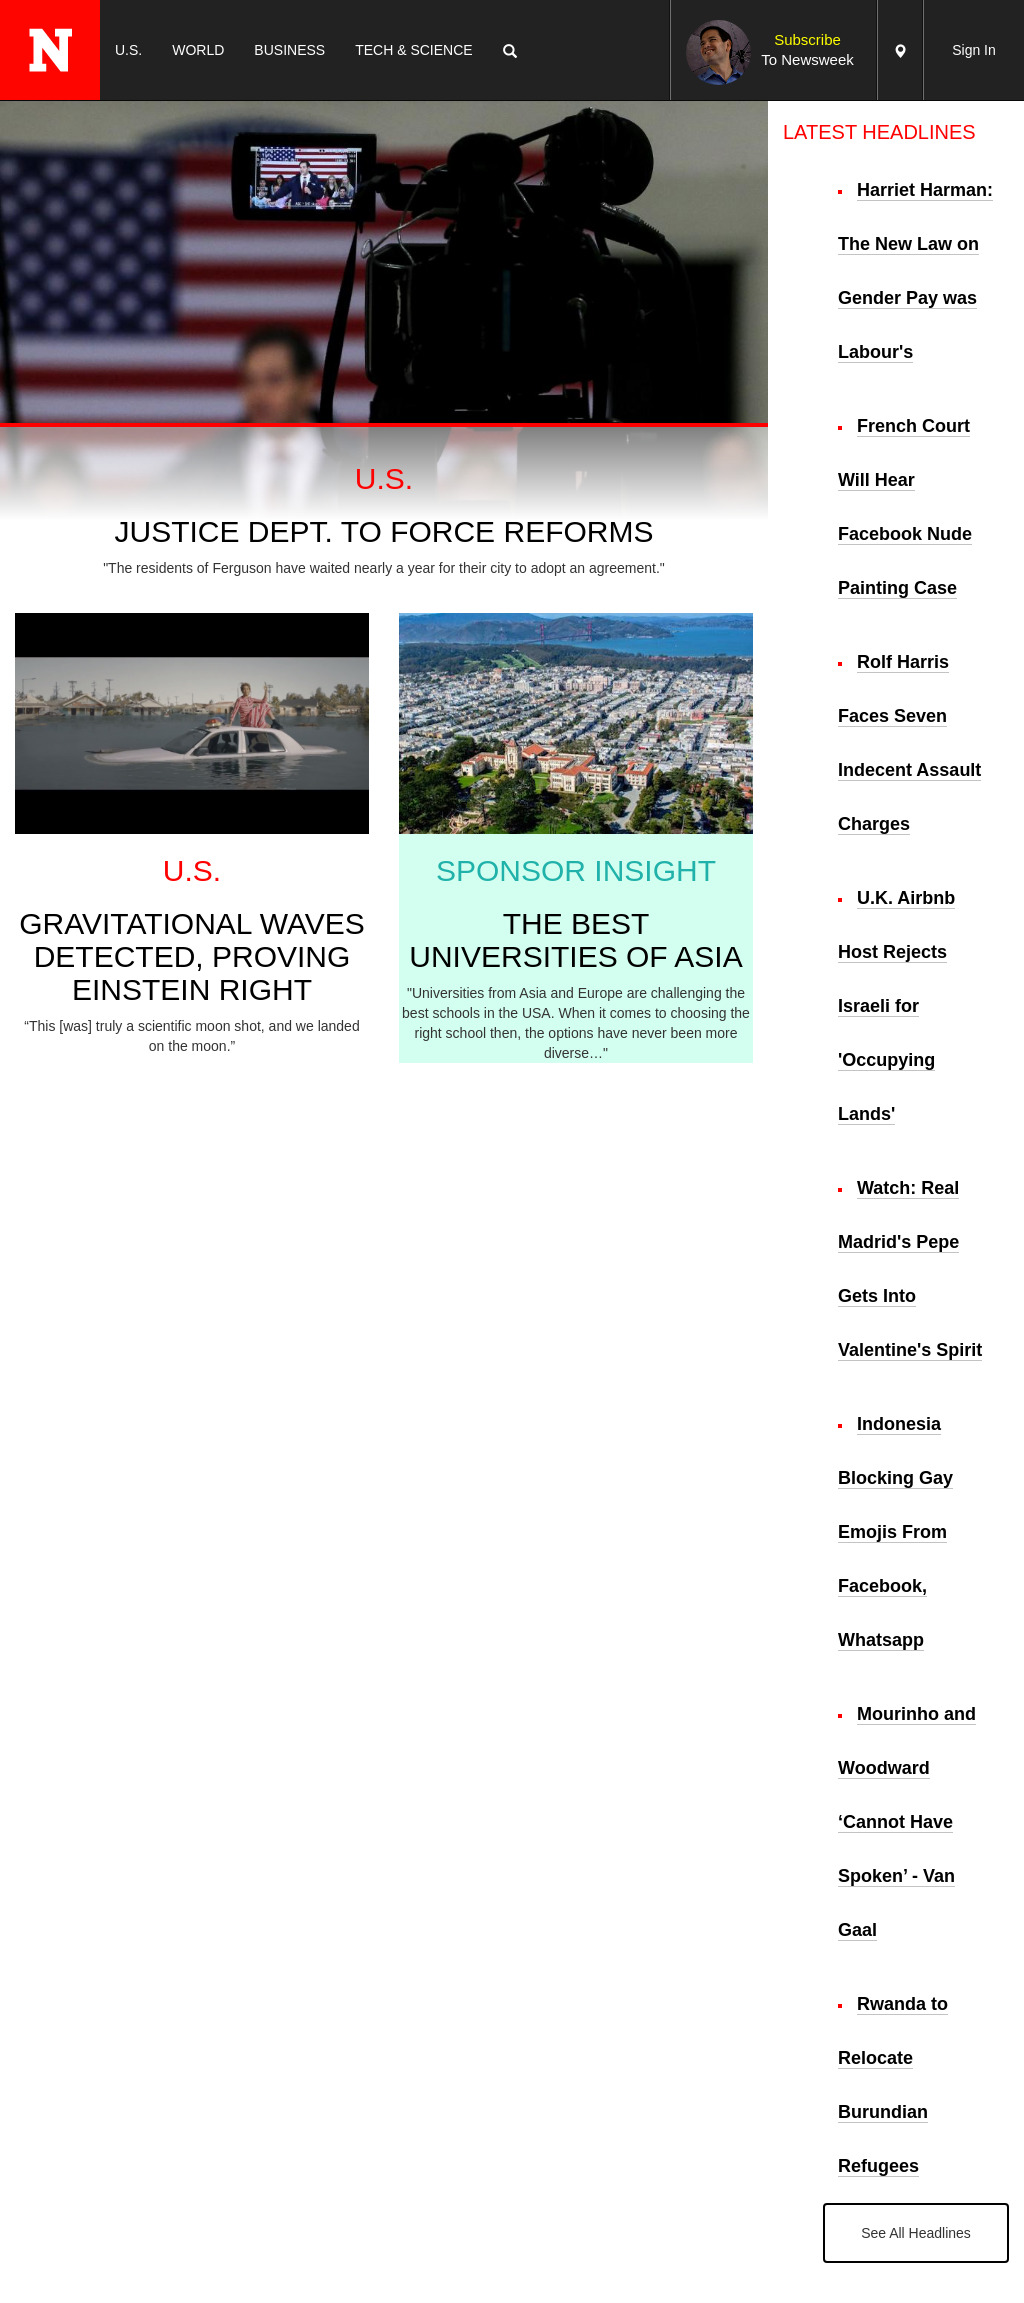 N
U.S.
WORLD
BUSINESS
TECH & SCIENCE
Subscribe
To Newsweek
Sign In
U.S.
JUSTICE DEPT. TO FORCE REFORMS
"The residents of Ferguson have waited nearly a year for their city to adopt an agreement."
U.S.
GRAVITATIONAL WAVES
DETECTED, PROVING
EINSTEIN RIGHT
“This [was] truly a scientific moon shot, and we landed
on the moon.”
SPONSOR INSIGHT
THE BEST
UNIVERSITIES OF ASIA
"Universities from Asia and Europe are challenging the
best schools in the USA. When it comes to choosing the
right school then, the options have never been more
diverse…"
LATEST HEADLINES
Harriet Harman:
The New Law on
Gender Pay was
Labour's
French Court
Will Hear
Facebook Nude
Painting Case
Rolf Harris
Faces Seven
Indecent Assault
Charges
U.K. Airbnb
Host Rejects
Israeli for
'Occupying
Lands'
Watch: Real
Madrid's Pepe
Gets Into
Valentine's Spirit
Indonesia
Blocking Gay
Emojis From
Facebook,
Whatsapp
Mourinho and
Woodward
‘Cannot Have
Spoken’ - Van
Gaal
Rwanda to
Relocate
Burundian
Refugees
See All Headlines